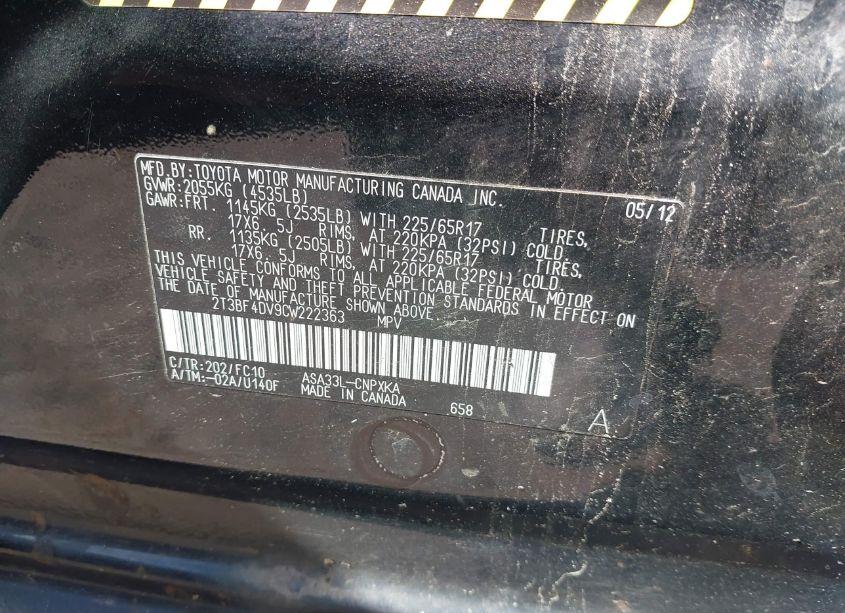 MFD.BY:TOYOTA MOTOR MANUFACTURING CANADA INC.
GVWR:2055KG (4535LB) 05/12
GAWR:FRT. 1145KG (2535LB) WITH 225/65R17 TIRES,
17X6. 5J RIMS, AT 220KPA (32PSI) COLD.
RR. 1135KG (2505LB) WITH 225/65R17 TIRES,
17X6. 5J RIMS, AT 220KPA (32PSI) COLD.
THIS VEHICLE CONFORMS TO ALL APPLICABLE FEDERAL MOTOR
VEHICLE SAFETY AND THEFT PREVENTION STANDARDS IN EFFECT ON
THE DATE OF MANUFACTURE SHOWN ABOVE.
2T3BF4DV9CW222363 MPV
C/TR:202/FC10 ASA33L-CNPXKA
A/TM:-02A/U140F MADE IN CANADA 658
A